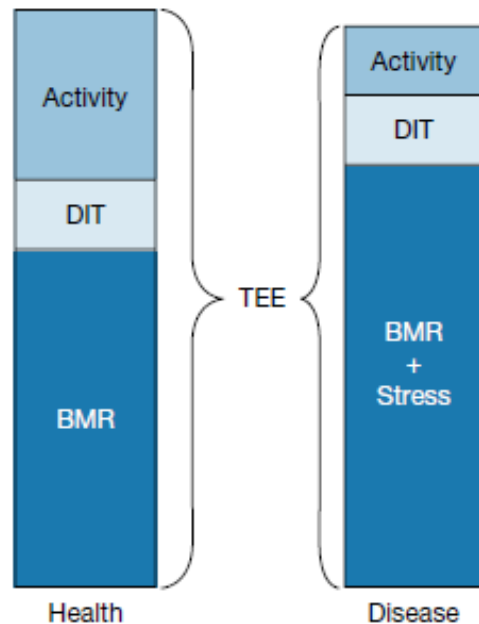 Activity
DIT
BMR
Health
TEE
Activity
DIT
BMR
+
Stress
Disease